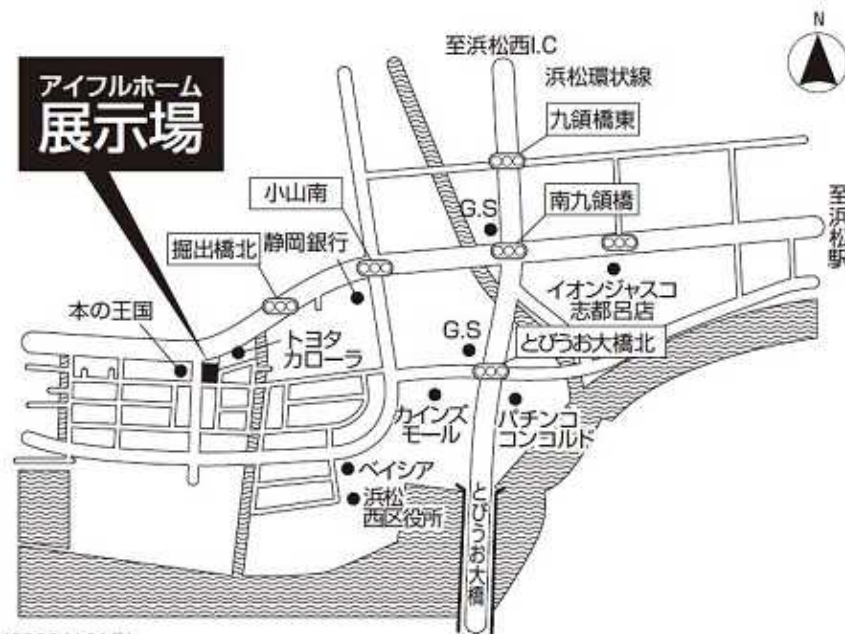 N
至浜松西I.C
浜松環状線
アイフルホーム
展示場
九領橋東
小山南
G.S
南九領橋
至浜松駅
掘出橋北
静岡銀行
イオンジャスコ
志都呂店
本の王国
トヨタ
カローラ
G.S
とびうお大橋北
カインズ
モール
パチンコ
コンコルド
ベイシア
浜松
西区役所
とびうお大橋